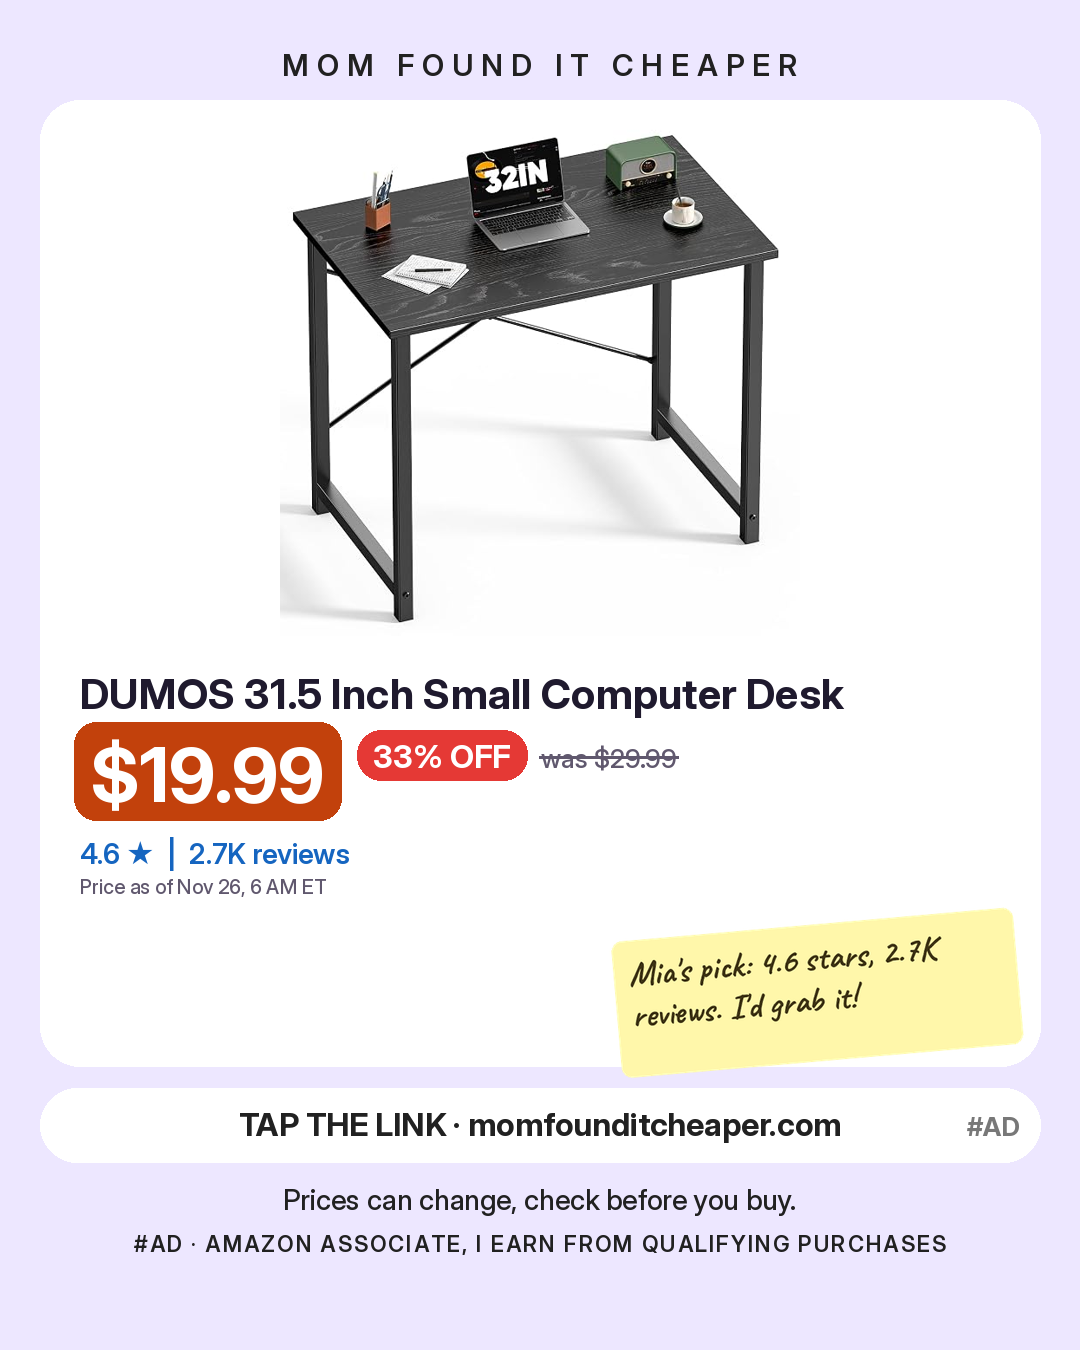 MOM FOUND IT CHEAPER
32IN
DUMOS 31.5 Inch Small Computer Desk
$19.99
33% OFF
was $29.99
4.6 ★ | 2.7K reviews
Price as of Nov 26, 6 AM ET
Mia's pick: 4.6 stars, 2.7K
reviews. I'd grab it!
TAP THE LINK · momfounditcheaper.com
#AD
Prices can change, check before you buy.
#AD · AMAZON ASSOCIATE, I EARN FROM QUALIFYING PURCHASES